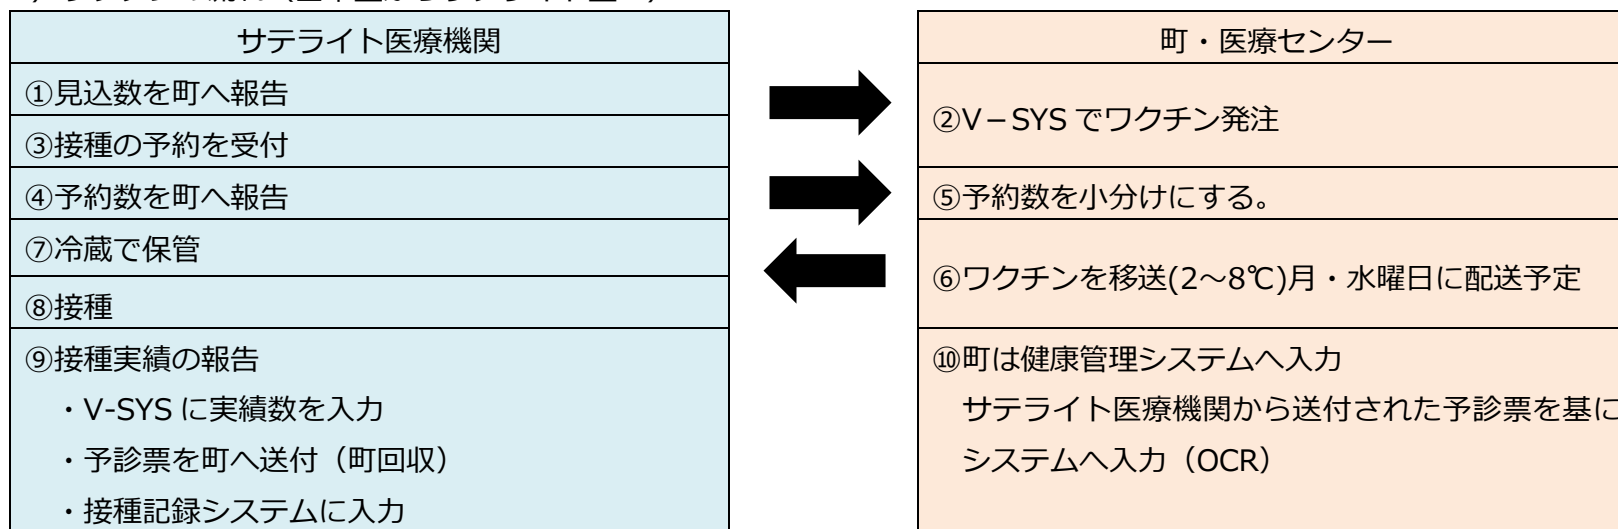 サテライト医療機関
①見込数を町へ報告
③接種の予約を受付
④予約数を町へ報告
⑦冷蔵で保管
⑧接種
⑨接種実績の報告
・V-SYS に実績数を入力
・予診票を町へ送付（町回収）
・接種記録システムに入力
町・医療センター
②V－SYS でワクチン発注
⑤予約数を小分けにする。
⑥ワクチンを移送(2～8℃)月・水曜日に配送予定
⑩町は健康管理システムへ入力
サテライト医療機関から送付された予診票を基に
システムへ入力（OCR）